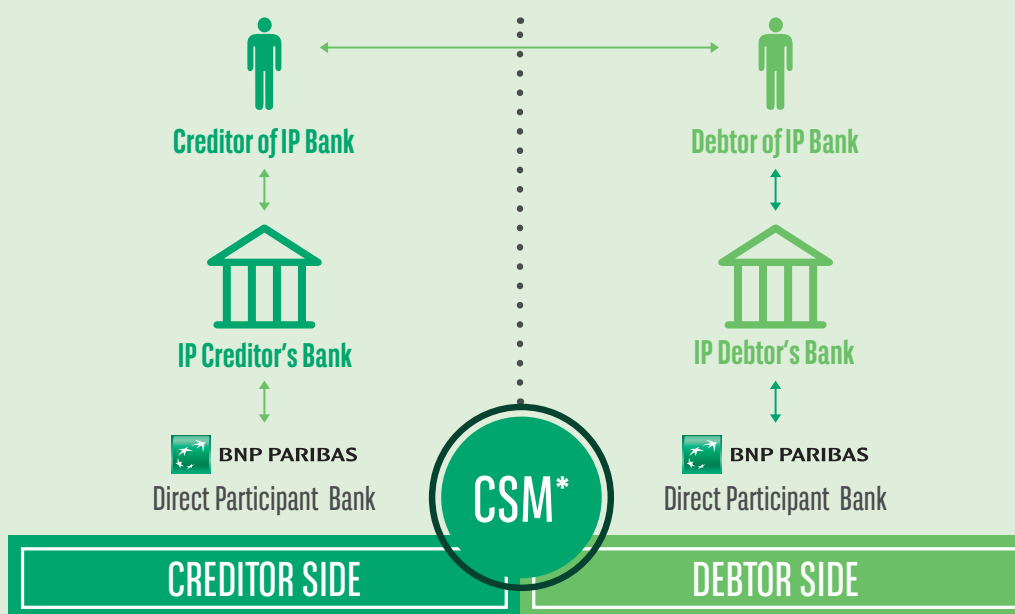 Creditor of IP Bank
Debtor of IP Bank
IP Creditor's Bank
IP Debtor's Bank
BNP PARIBAS
Direct Participant Bank
CSM*
BNP PARIBAS
Direct Participant Bank
CREDITOR SIDE
DEBTOR SIDE